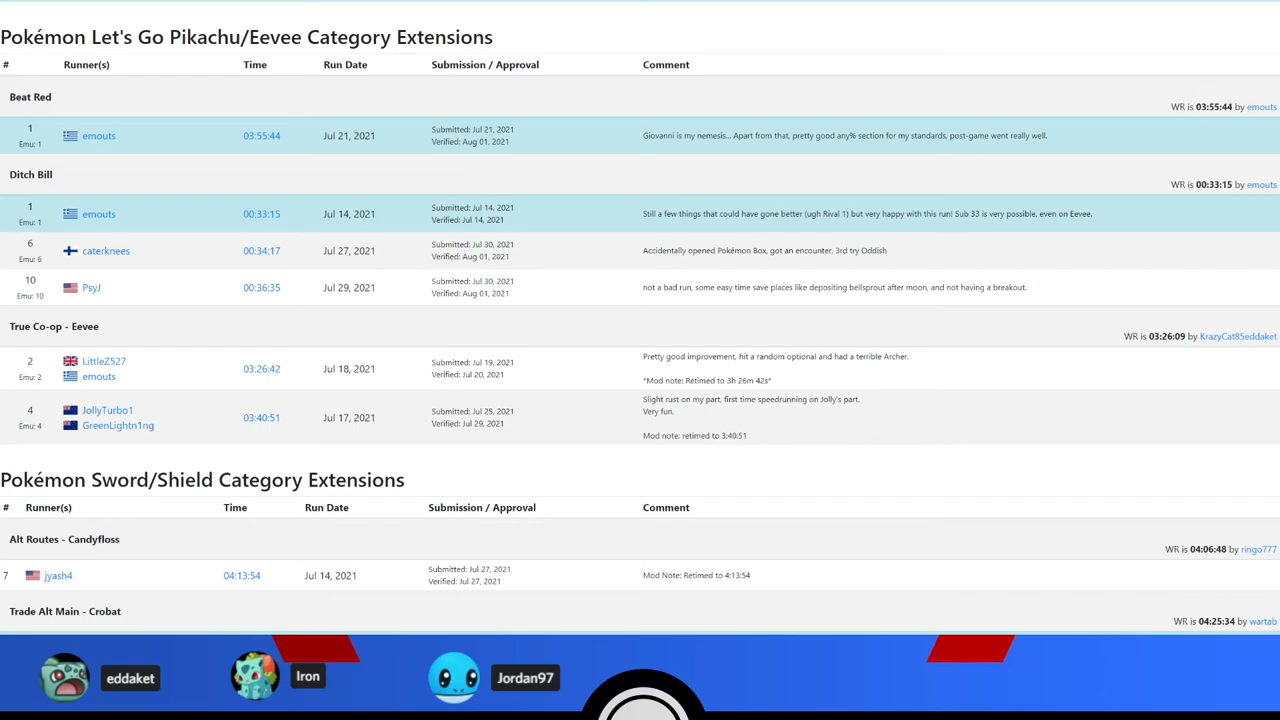 Pokémon Let's Go Pikachu/Eevee Category Extensions
# Runner(s) Time Run Date Submission / Approval Comment
Beat Red
WR is 03:55:44 by emouts
1
Emu: 1
emouts 03:55:44 Jul 21, 2021
Submitted: Jul 21, 2021
Verified: Aug 01, 2021
Giovanni is my nemesis... Apart from that, pretty good any% section for my standards, post-game went really well.
Ditch Bill
WR is 00:33:15 by emouts
1
Emu: 1
emouts 00:33:15 Jul 14, 2021
Submitted: Jul 14, 2021
Verified: Jul 14, 2021
Still a few things that could have gone better (ugh Rival 1) but very happy with this run! Sub 33 is very possible, even on Eevee.
6
Emu: 6
caterknees 00:34:17 Jul 27, 2021
Submitted: Jul 30, 2021
Verified: Aug 01, 2021
Accidentally opened Pokémon Box, got an encounter, 3rd try Oddish
10
Emu: 10
PsyJ 00:36:35 Jul 29, 2021
Submitted: Jul 30, 2021
Verified: Aug 01, 2021
not a bad run, some easy time save places like depositing bellsprout after moon, and not having a breakout.
True Co-op - Eevee
WR is 03:26:09 by KrazyCat85eddaket
2
Emu: 2
LittleZ527
emouts
03:26:42 Jul 18, 2021
Submitted: Jul 19, 2021
Verified: Jul 20, 2021
Pretty good improvement, hit a random optional and had a terrible Archer.
*Mod note: Retimed to 3h 26m 42s*
4
Emu: 4
JollyTurbo1
GreenLightn1ng
03:40:51 Jul 17, 2021
Submitted: Jul 25, 2021
Verified: Jul 29, 2021
Slight rust on my part, first time speedrunning on Jolly's part.
Very fun.
Mod note: retimed to 3:40:51
Pokémon Sword/Shield Category Extensions
# Runner(s) Time Run Date Submission / Approval Comment
Alt Routes - Candyfloss
WR is 04:06:48 by ringo777
7 jyash4 04:13:54 Jul 14, 2021
Submitted: Jul 27, 2021
Verified: Jul 27, 2021
Mod Note: Retimed to 4:13:54
Trade Alt Main - Crobat
WR is 04:25:34 by wartab
eddaket Iron Jordan97